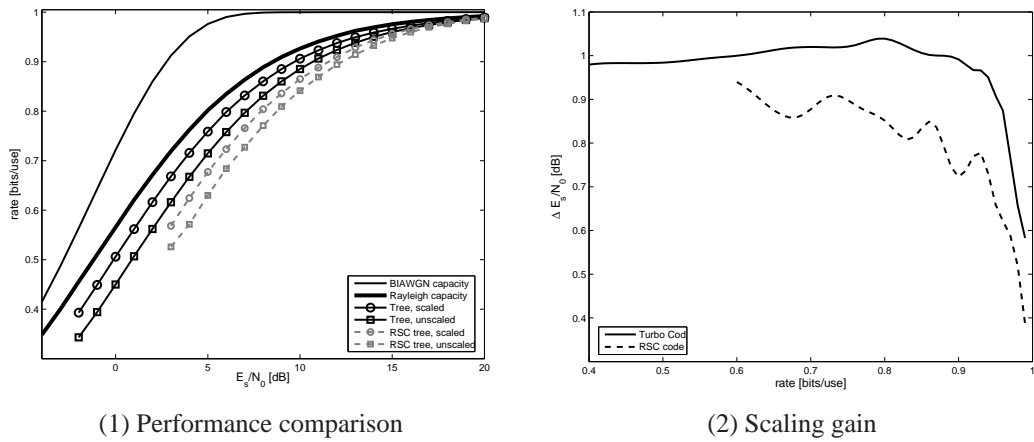 1
0.9
0.8
0.7
0.6
0.5
0.4
0
5
10
15
20
rate [bits/use]
E_s/N_0 [dB]
BIAWGN capacity
Rayleigh capacity
Tree, scaled
Tree, unscaled
RSC tree, scaled
RSC tree, unscaled
(1) Performance comparison
1.1
1
0.9
0.8
0.7
0.6
0.5
0.4
0.3
0.4
0.5
0.6
0.7
0.8
0.9
1
Δ E_s/N_0 [dB]
rate [bits/use]
Turbo Cod
RSC code
(2) Scaling gain